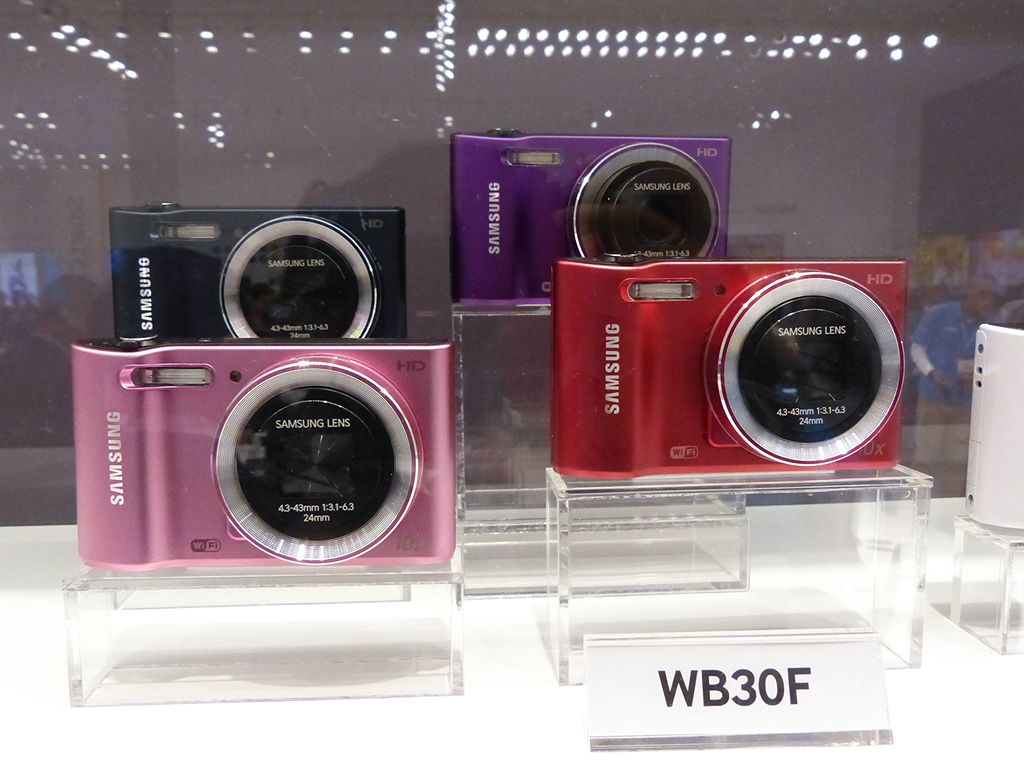 SAMSUNG
HD
SAMSUNG LENS
4.3-43mm 1:3.1-6.3
SAMSUNG
HD
SAMSUNG LENS
4.3-43mm 1:3.1-6.3
24mm
SAMSUNG
HD
SAMSUNG LENS
4.3-43mm 1:3.1-6.3
24mm
WiFi
SAMSUNG
HD
SAMSUNG LENS
4.3-43mm 1:3.1-6.3
24mm
WiFi
10X
WB30F